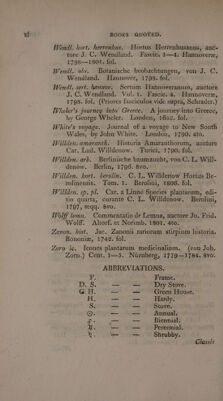 xi BOOKS QUOTED.
Wendl. hort. herrenhus. Hortus Herrenhusanus, auc-
tore J. C. Wendland. Fascic. 1—4. Hannoveræ,
1798—1801. fol.
Wendl. obs. Botanische beobachtungen, von J. C.
Wendland. Hannover, 1798. fol.
Wendl. sert. hannov. Sertum Hannoveranum, auctore
J. C. Wendland. Vol. 1. Fascic. 4. Hannoveræ,
1798. fol. (Priores fasciculos vide supra, Schrader.)
Wheler's journey into Greece. A journey into Greece,
by George Wheler. London, 1682. fol.
White's voyage. Journal of a voyage to New South
Wales, by John White. London, 1790. 4to.
Willden. amaranth. Historia Amaranthorum, auctore
Car. Lud. Willdenow. Turici, 1790. fol.
Willden. arb. Berlinische baumzucht, von C. L. Will-
denow. Berlin, 1796. 8vo.
Willden. hort. berolin. C. L. Willdenow Hortus Be-
rolinensis. Tom. 1. Berolini, 1806. fol.
Willden. sp. pl. Car. a Linné Species plantarum, edi-
tio quarta, curante C. L. Willdenow. Berolini,
1797, seqq. 8vo.
Wolff lemn. Commentatio de Lemna, auctore Jo. Frid.
Wolff. Altorf. et Norimb. 1801. 4to.
Zanon. hist. Jac. Zanoni rariorum stirpium historia.
Bononiæ, 1742. fol.
Zorn ic. Icones plantarum medicinalium. (von Joh.
Zorn.) Cent. 1—5. Nürnberg, 1779—1784. 8vo.
ABBREVIATIONS.
F. — — Frame.
D. S. — — Dry Stove.
G. H. — — Green House.
H. — — Hardy.
S. — — Stove.
☉. — — Annual.
♂. — — Biennial.
♃. — — Perennial.
♄. — — Shrubby.
Classis